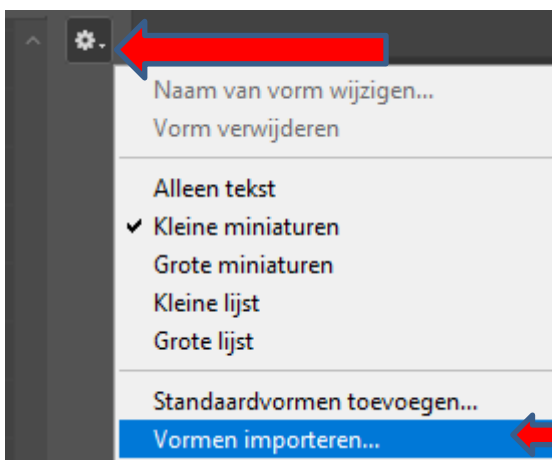 Naam van vorm wijzigen...
Vorm verwijderen
Alleen tekst
Kleine miniaturen
Grote miniaturen
Kleine lijst
Grote lijst
Standaardvormen toevoegen...
Vormen importeren...